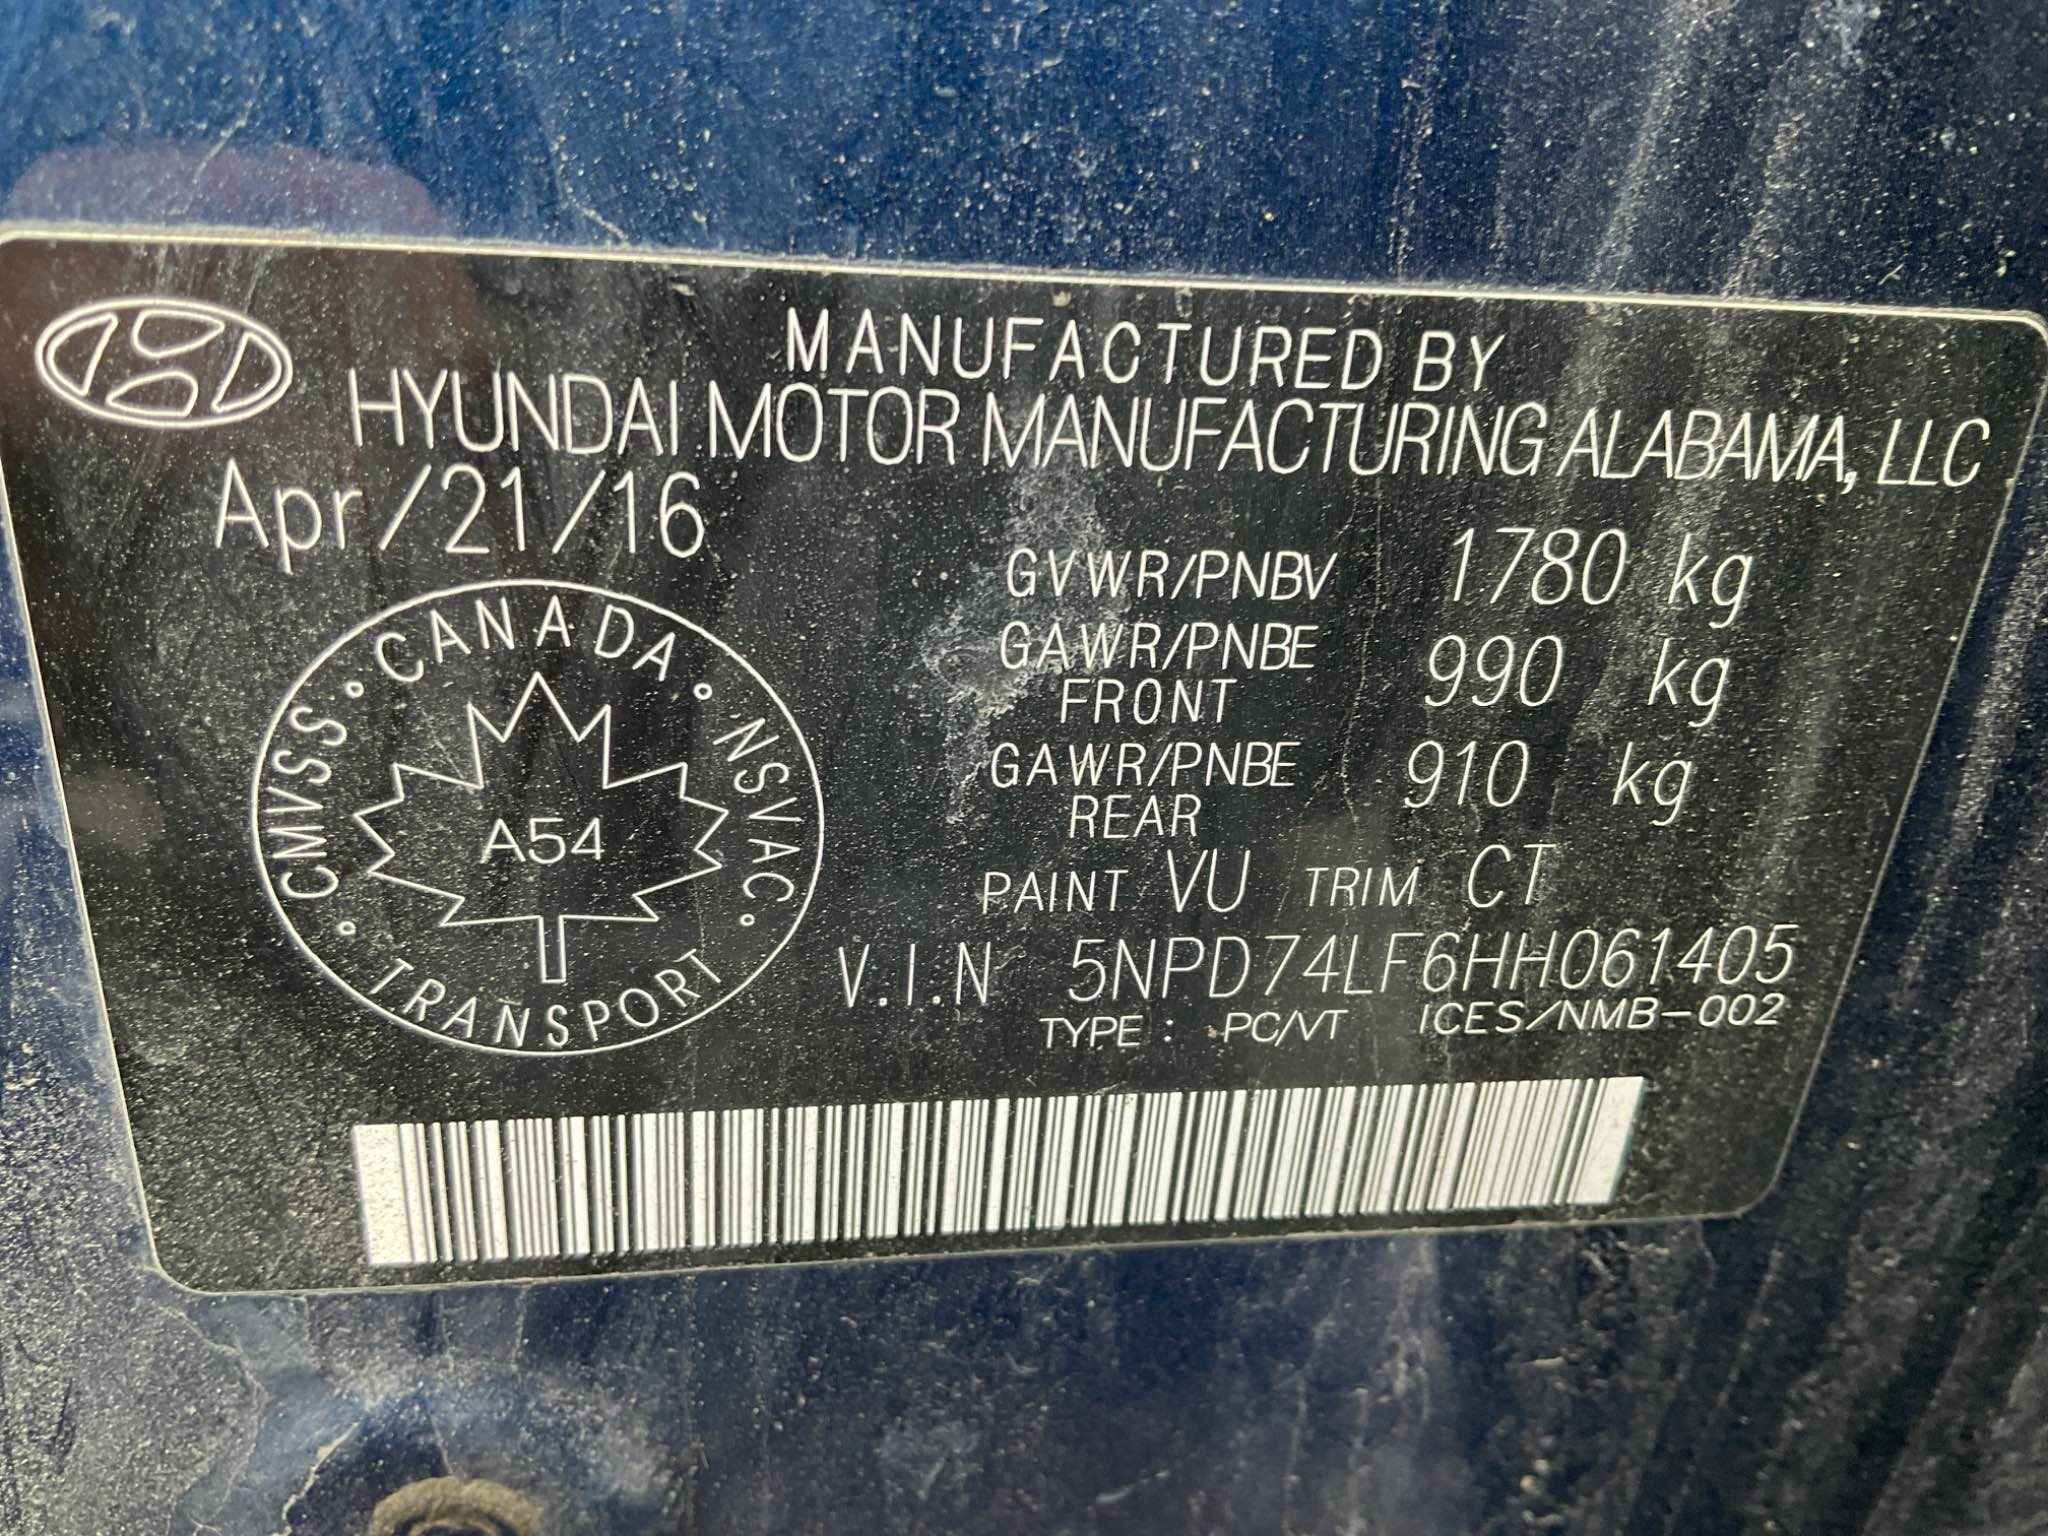 MANUFACTURED BY
HYUNDAI MOTOR MANUFACTURING ALABAMA, LLC
Apr/21/16
GVWR/PNBV 1780 kg
GAWR/PNBE FRONT 990 kg
GAWR/PNBE REAR 910 kg
PAINT VU TRIM CT
V.I.N 5NPD74LF6HH061405
TYPE : PC/VT ICES/NMB-002
CANADA
CMVSS NSVAC
A54
TRANSPORT